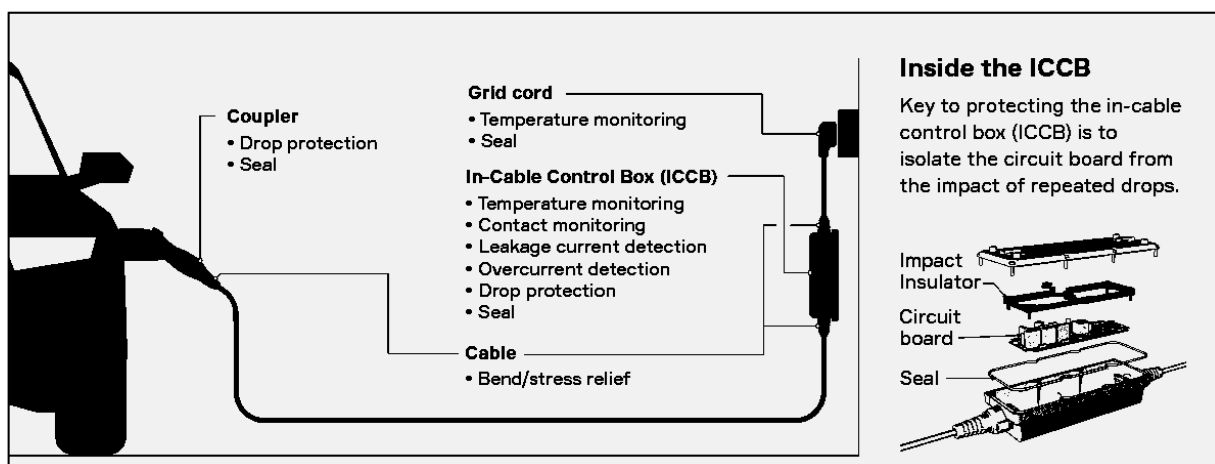 Coupler
• Drop protection
• Seal
Grid cord
• Temperature monitoring
• Seal
In-Cable Control Box (ICCB)
• Temperature monitoring
• Contact monitoring
• Leakage current detection
• Overcurrent detection
• Drop protection
• Seal
Cable
• Bend/stress relief
Inside the ICCB
Key to protecting the in-cable
control box (ICCB) is to
isolate the circuit board from
the impact of repeated drops.
Impact
Insulator
Circuit
board
Seal